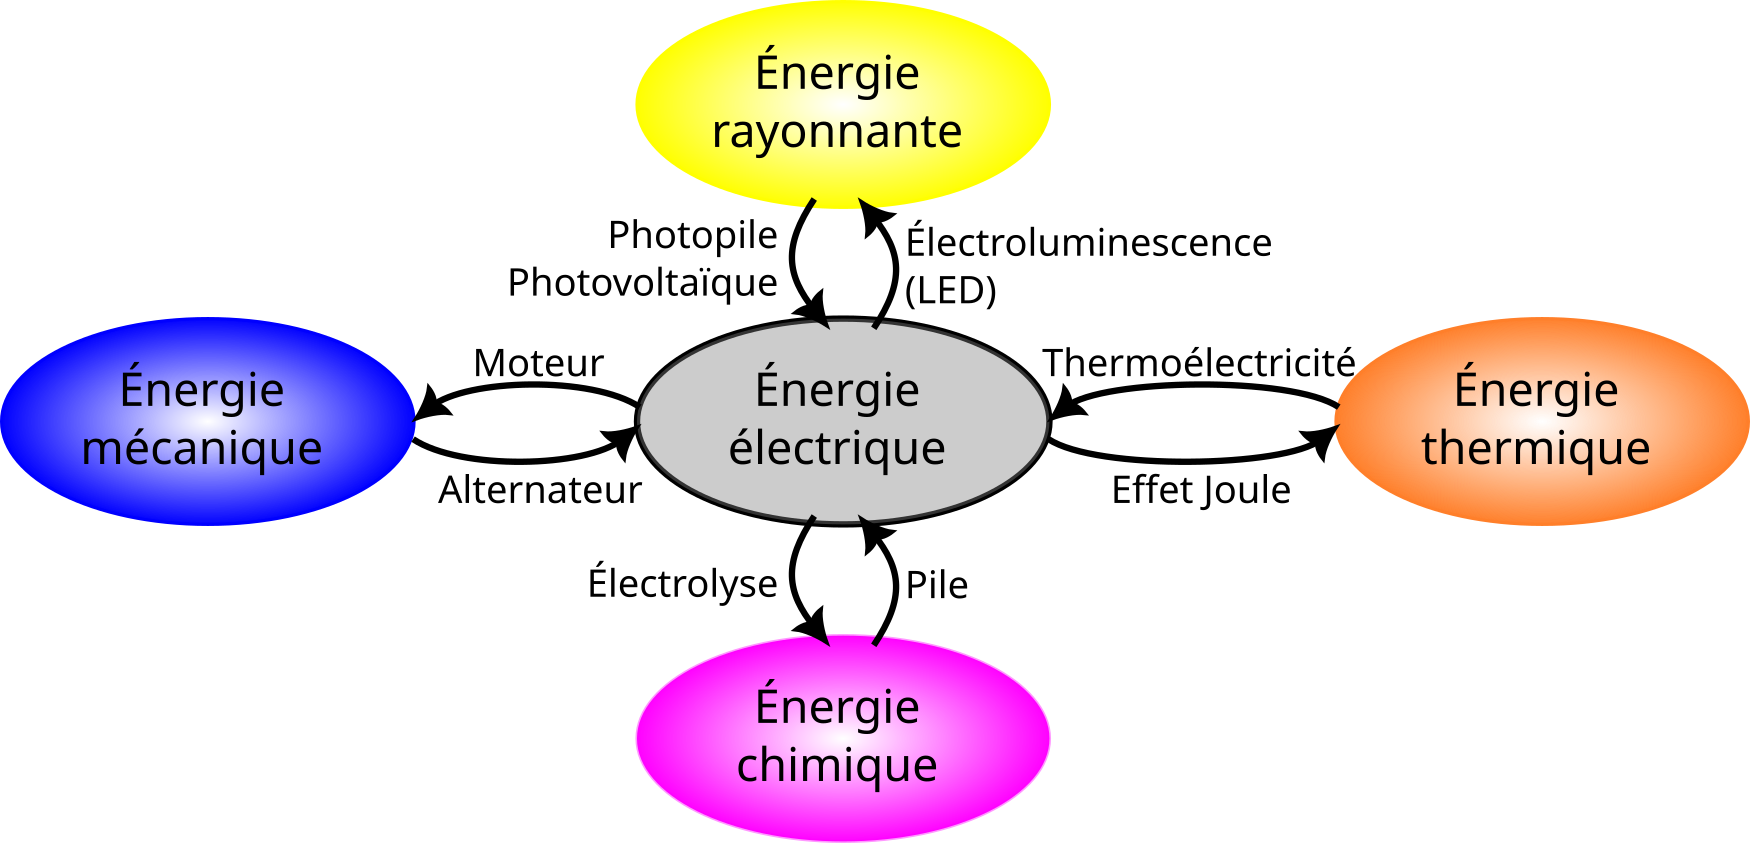 Énergie
rayonnante
Photopile
Photovoltaïque
Électroluminescence
(LED)
Énergie
mécanique
Moteur
Alternateur
Énergie
électrique
Thermoélectricité
Effet Joule
Énergie
thermique
Électrolyse
Pile
Énergie
chimique